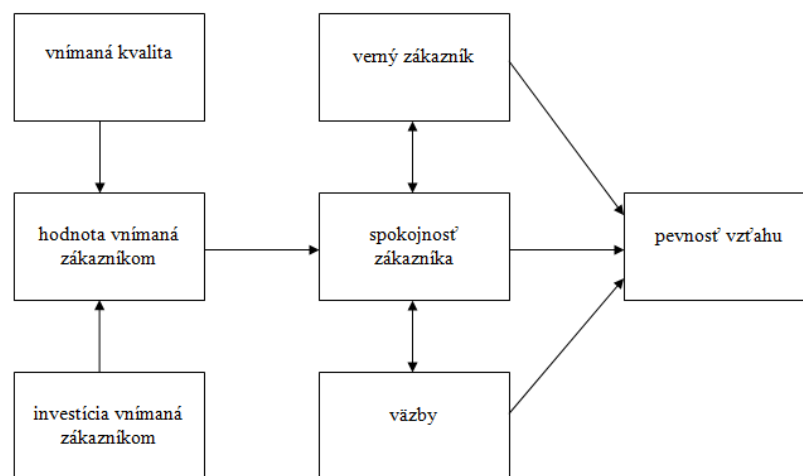 vnímaná kvalita
verný zákazník
hodnota vnímaná
zákazníkom
spokojnosť
zákazníka
pevnosť vzťahu
investícia vnímaná
zákazníkom
väzby